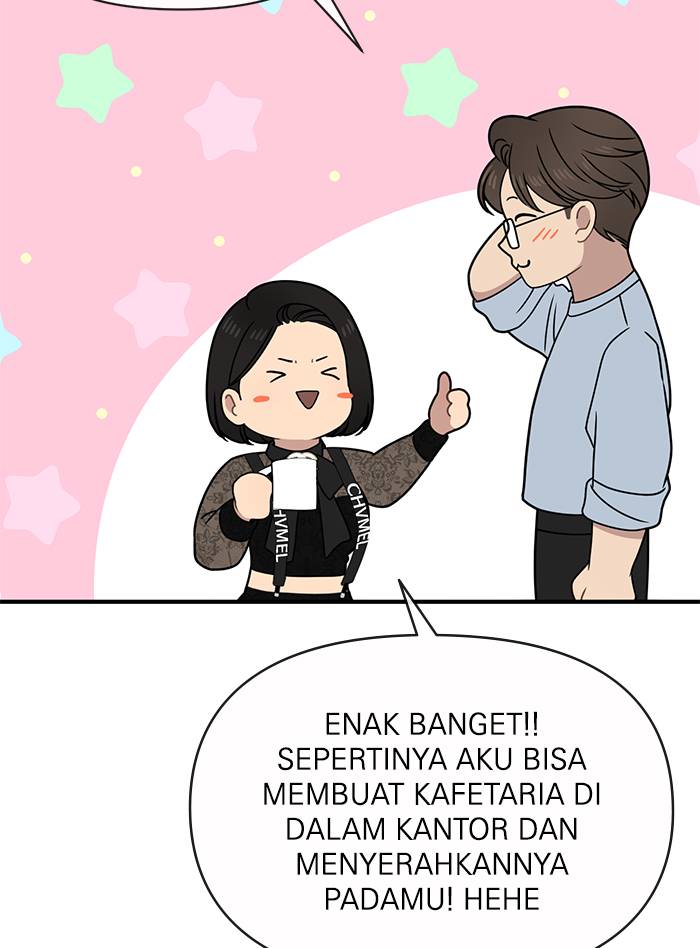 CHVMEL
CHVMEL
ENAK BANGET!!
SEPERTINYA AKU BISA
MEMBUAT KAFETARIA DI
DALAM KANTOR DAN
MENYERAHKANNYA
PADAMU! HEHE